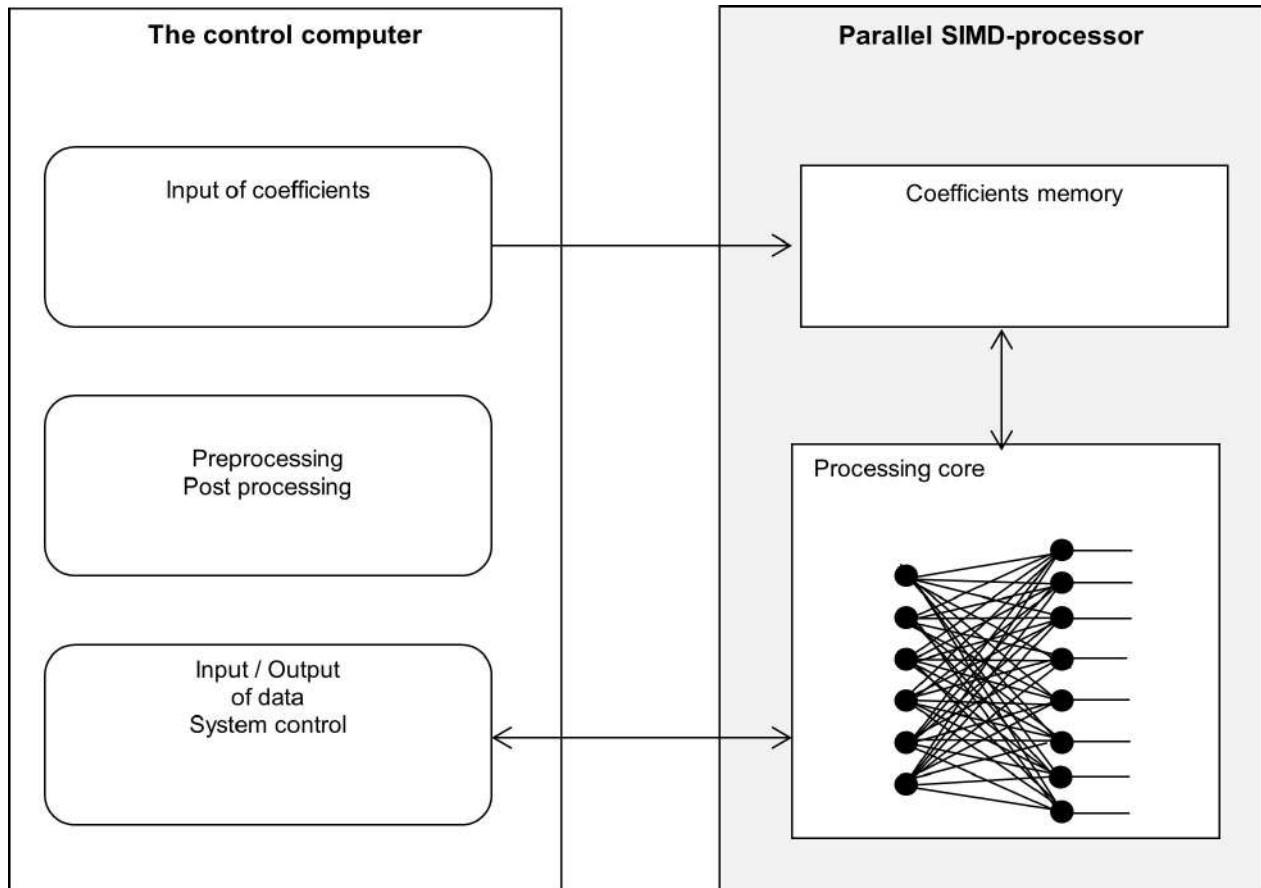 The control computer
Input of coefficients
Preprocessing
Post processing
Input / Output
of data
System control
Parallel SIMD-processor
Coefficients memory
Processing core